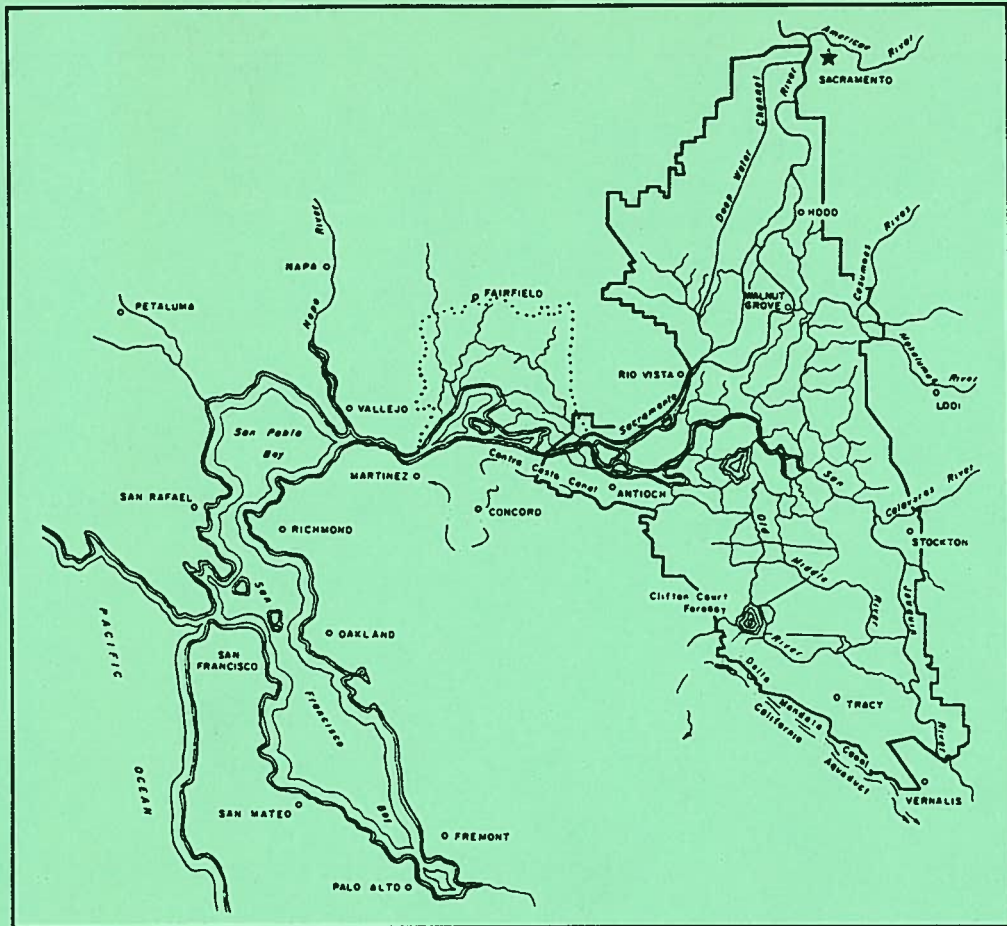 American River
SACRAMENTO
Deep Water Channel
River
HOOD
Napa River
NAPA
Cosumnes River
PETALUMA
FAIRFIELD
WALNUT
GROVE
Mokolumne River
RIO VISTA
LODI
VALLEJO
Sacramento
San Pablo
Bay
MARTINEZ
Contra Costa Canal
ANTIOCH
San
Calaveras River
SAN RAFAEL
CONCORD
STOCKTON
RICHMOND
Old
Middle
River
Joaquin
Clifton Court
Forebay
PACIFIC
San
OAKLAND
River
SAN
FRANCISCO
Delta
Mendota
Canal
TRACY
California
Aqueduct
River
Francisco
OCEAN
VERNALIS
SAN MATEO
Bay
FREMONT
PALO ALTO